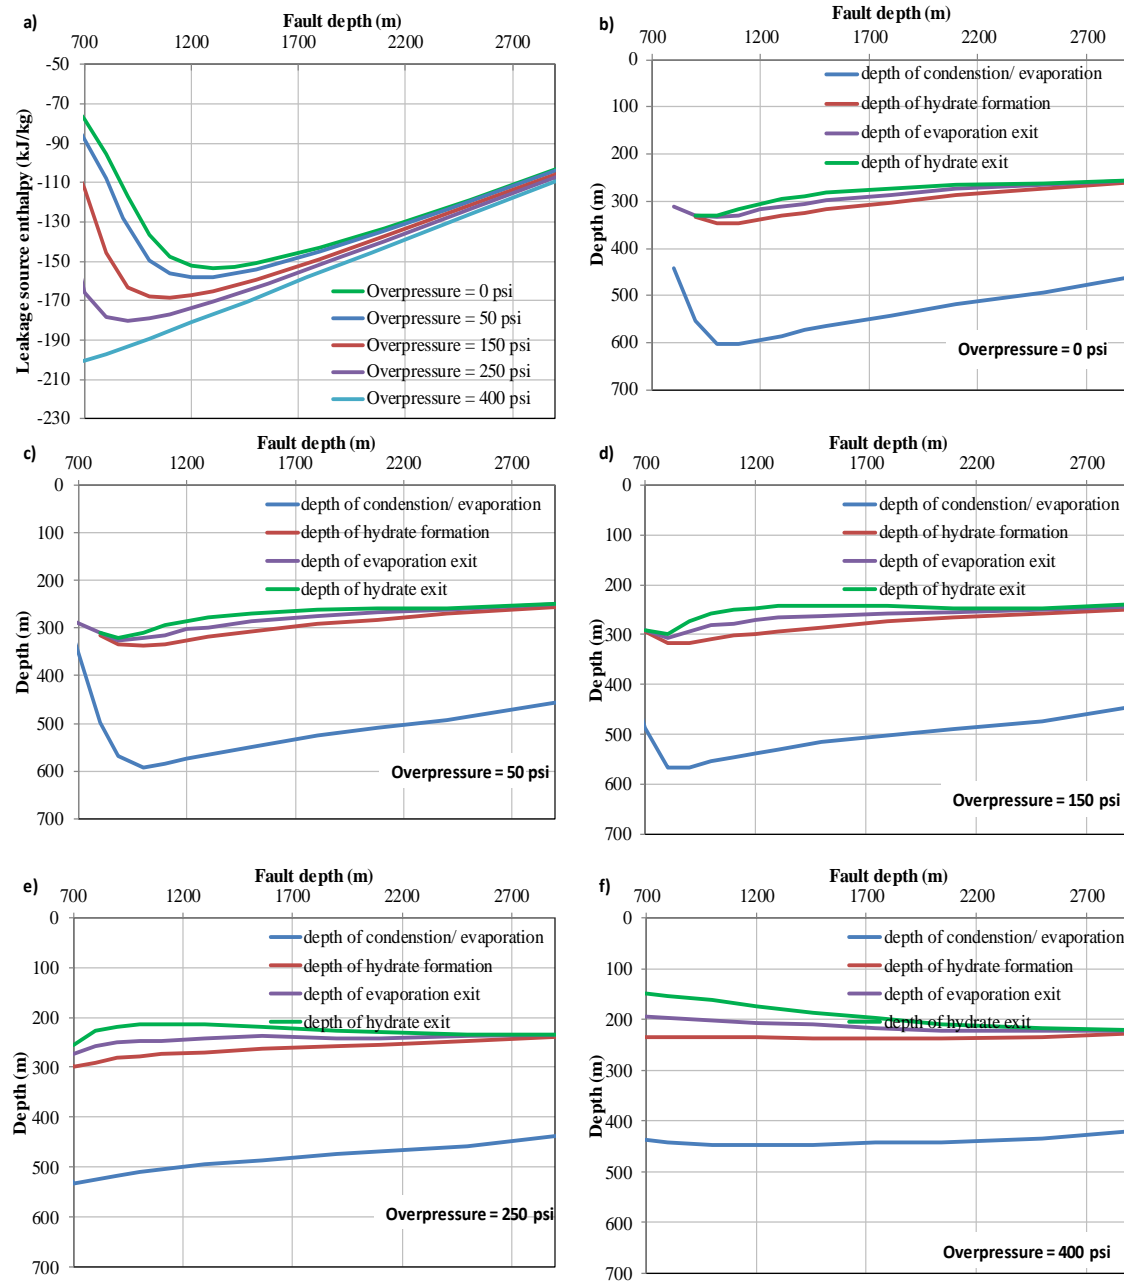 a)
Fault depth (m)
700 1200 1700 2200 2700
-50
-70
-90
-110
-130
-150
-170
-190
-210
-230
Leakage source enthalpy (kJ/kg)
Overpressure = 0 psi
Overpressure = 50 psi
Overpressure = 150 psi
Overpressure = 250 psi
Overpressure = 400 psi
b)
Fault depth (m)
700 1200 1700 2200 2700
0
100
200
300
400
500
600
700
Depth (m)
depth of condenstion/ evaporation
depth of hydrate formation
depth of evaporation exit
depth of hydrate exit
Overpressure = 0 psi
c)
Fault depth (m)
700 1200 1700 2200 2700
0
100
200
300
400
500
600
700
Depth (m)
depth of condenstion/ evaporation
depth of hydrate formation
depth of evaporation exit
depth of hydrate exit
Overpressure = 50 psi
d)
Fault depth (m)
700 1200 1700 2200 2700
0
100
200
300
400
500
600
700
Depth (m)
depth of condenstion/ evaporation
depth of hydrate formation
depth of evaporation exit
depth of hydrate exit
Overpressure = 150 psi
e)
Fault depth (m)
700 1200 1700 2200 2700
0
100
200
300
400
500
600
700
Depth (m)
depth of condenstion/ evaporation
depth of hydrate formation
depth of evaporation exit
depth of hydrate exit
Overpressure = 250 psi
f)
Fault depth (m)
700 1200 1700 2200 2700
0
100
200
300
400
500
600
700
Depth (m)
depth of condenstion/ evaporation
depth of hydrate formation
depth of evaporation exit
depth of hydrate exit
Overpressure = 400 psi